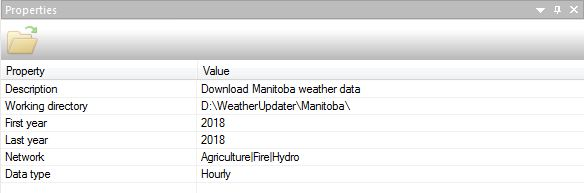 Properties
Property Value
Description Download Manitoba weather data
Working directory D:\WeatherUpdater\Manitoba\
First year 2018
Last year 2018
Network Agriculture|Fire|Hydro
Data type Hourly